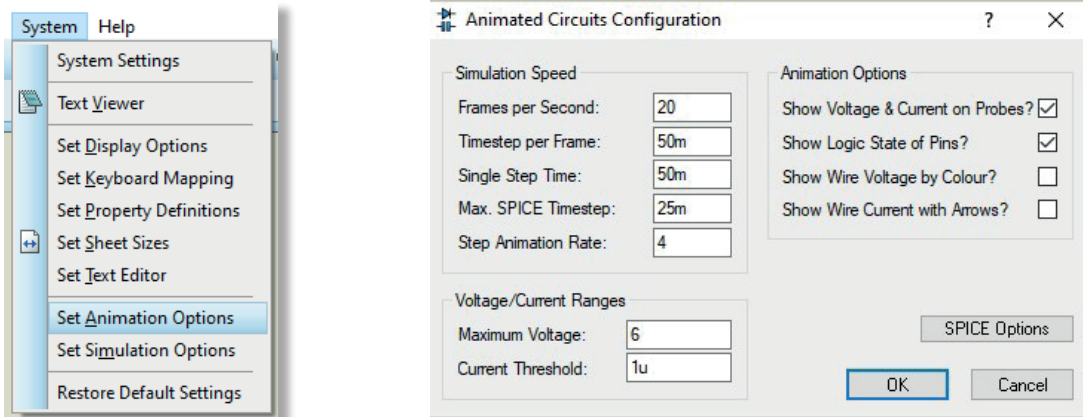 System Help
System Settings
Text Viewer
Set Display Options
Set Keyboard Mapping
Set Property Definitions
Set Sheet Sizes
Set Text Editor
Set Animation Options
Set Simulation Options
Restore Default Settings
Animated Circuits Configuration ? X
Simulation Speed
Frames per Second: 20
Timestep per Frame: 50m
Single Step Time: 50m
Max. SPICE Timestep: 25m
Step Animation Rate: 4
Voltage/Current Ranges
Maximum Voltage: 6
Current Threshold: 1u
Animation Options
Show Voltage & Current on Probes?
Show Logic State of Pins?
Show Wire Voltage by Colour?
Show Wire Current with Arrows?
SPICE Options
OK Cancel